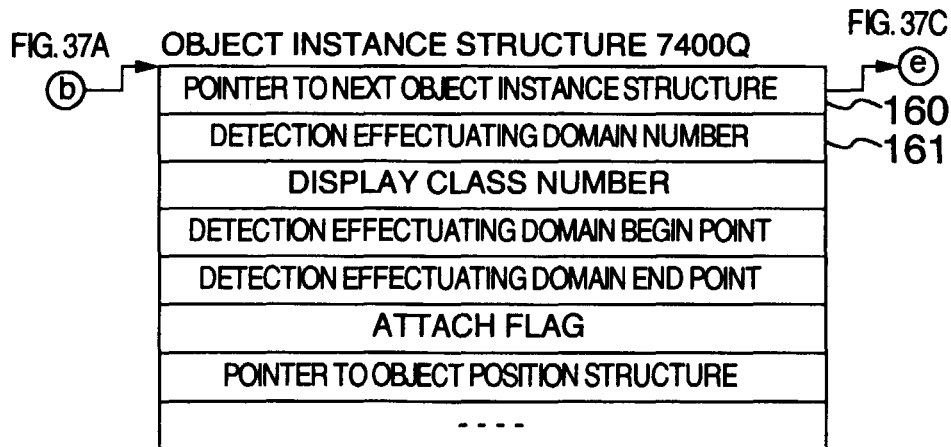 FIG. 37A
OBJECT INSTANCE STRUCTURE 7400Q
FIG. 37C
b
e
POINTER TO NEXT OBJECT INSTANCE STRUCTURE
160
DETECTION EFFECTUATING DOMAIN NUMBER
161
DISPLAY CLASS NUMBER
DETECTION EFFECTUATING DOMAIN BEGIN POINT
DETECTION EFFECTUATING DOMAIN END POINT
ATTACH FLAG
POINTER TO OBJECT POSITION STRUCTURE
- - - -